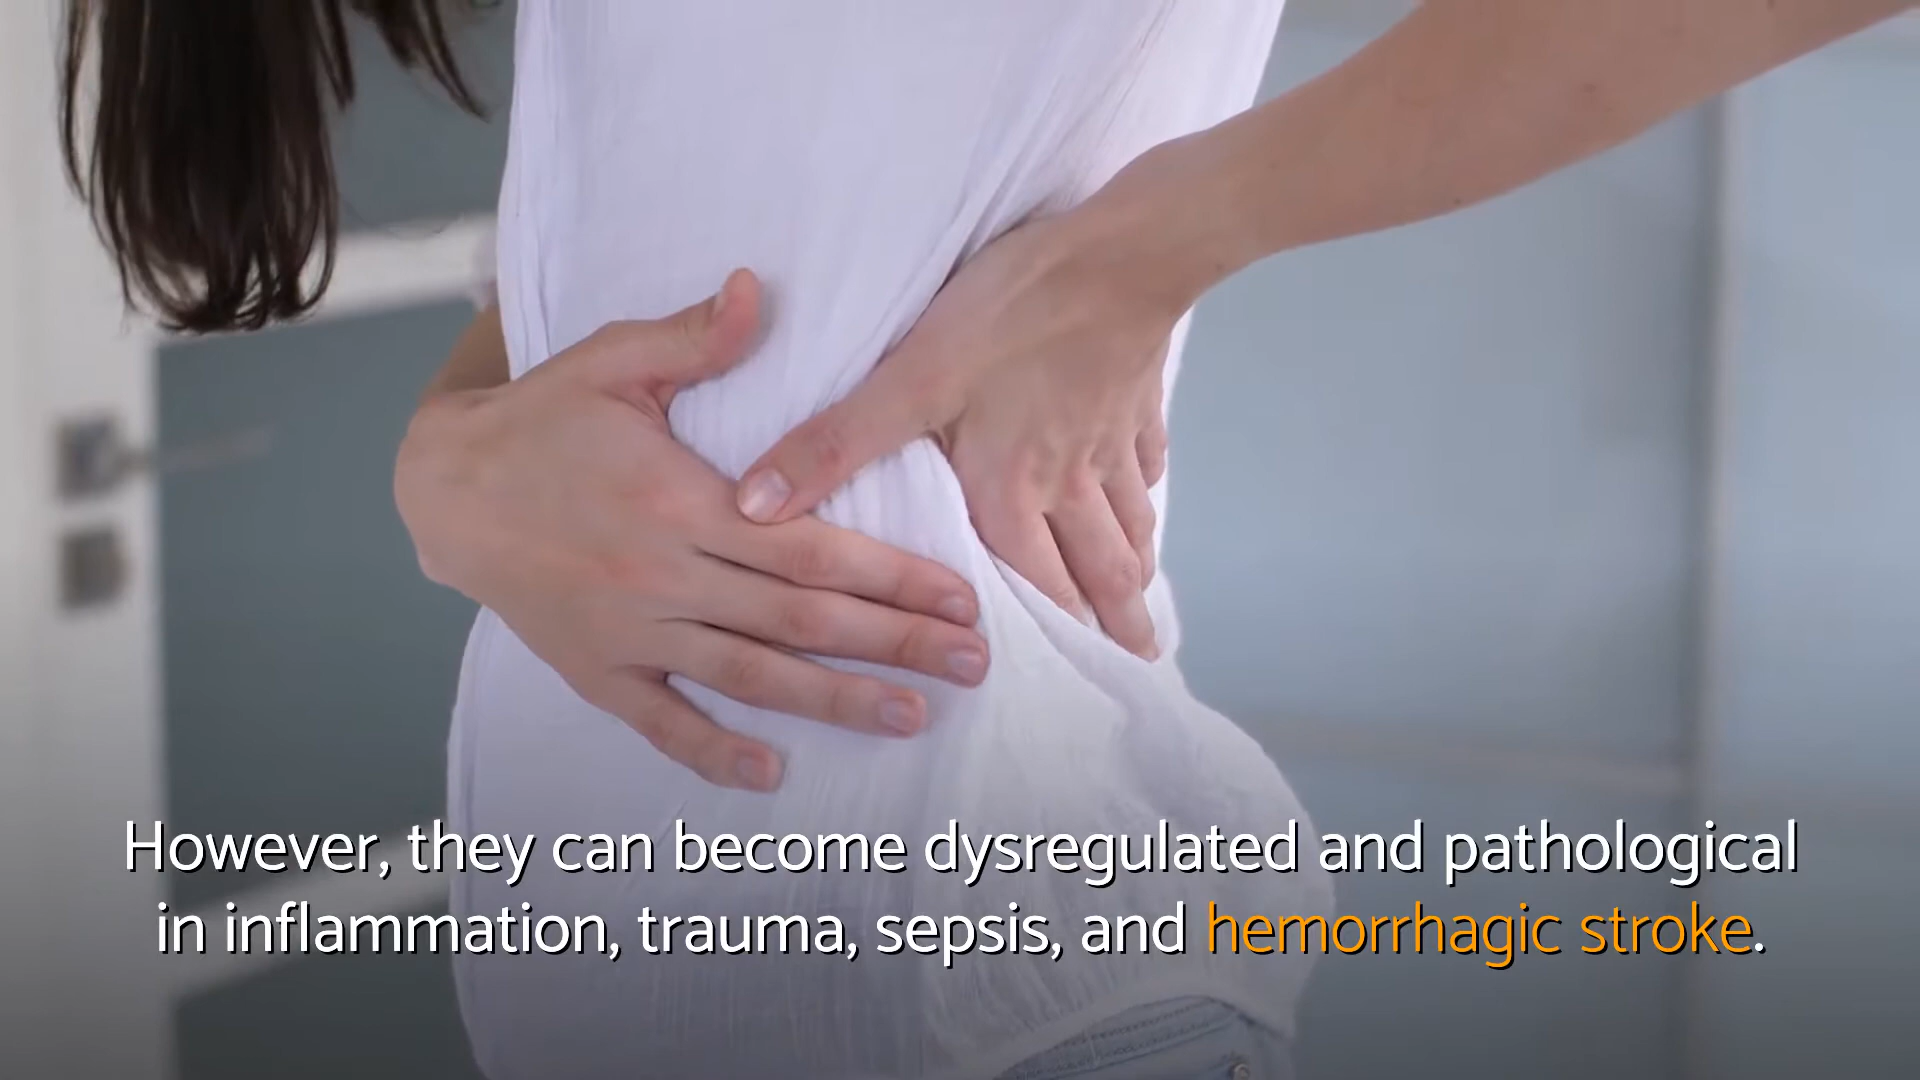 However, they can become dysregulated and pathological
in inflammation, trauma, sepsis, and hemorrhagic stroke.